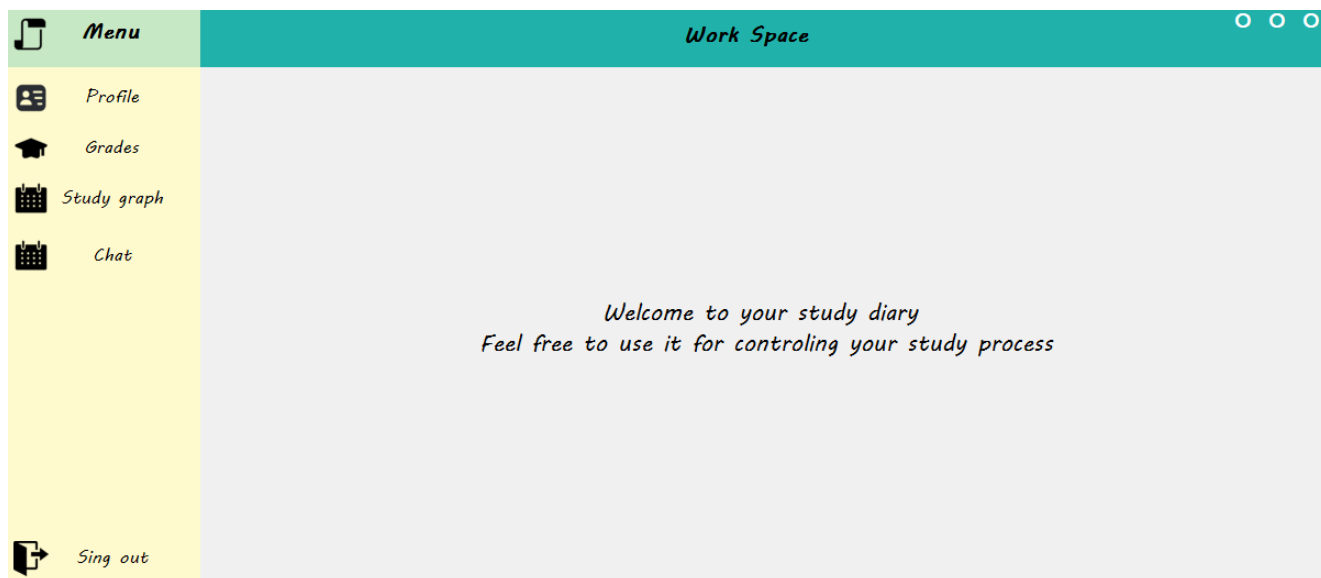 Menu
Work Space
Profile
Grades
Study graph
Chat
Welcome to your study diary
Feel free to use it for controling your study process
Sing out